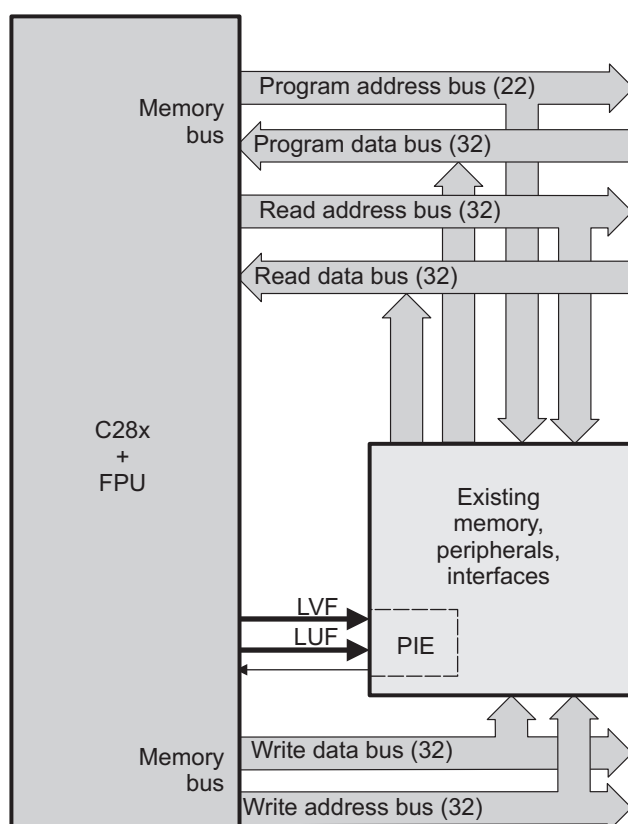 Program address bus (22)
Memory
bus
Program data bus (32)
Read address bus (32)
Read data bus (32)
C28x
+
FPU
Existing
memory,
peripherals,
interfaces
LVF
LUF
PIE
Memory
bus
Write data bus (32)
Write address bus (32)